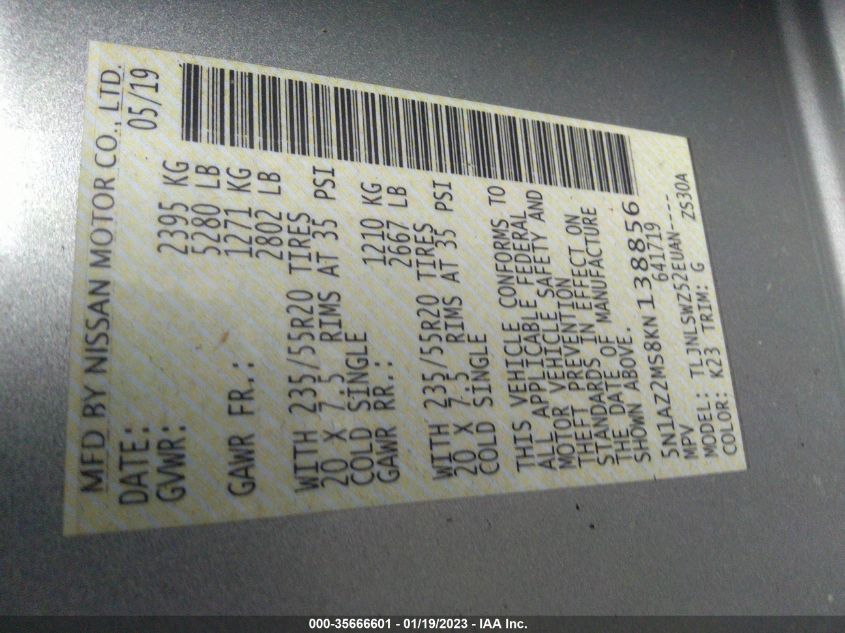 MFD BY NISSAN MOTOR CO., LTD.
DATE: 05/19
GVWR: 2395 KG
5280 LB
GAWR FR.: 1271 KG
2802 LB
WITH 235/55R20 TIRES
20 X 7.5 RIMS AT 35 PSI
COLD SINGLE
GAWR RR.: 1210 KG
2667 LB
WITH 235/55R20 TIRES
20 X 7.5 RIMS AT 35 PSI
COLD SINGLE
THIS VEHICLE CONFORMS TO
ALL APPLICABLE FEDERAL
MOTOR VEHICLE SAFETY AND
THEFT PREVENTION
STANDARDS IN EFFECT ON
THE DATE OF MANUFACTURE
SHOWN ABOVE.
5N1AZ2MS8KN138856
MPV 641719
MODEL: TLJNLSWZ52EUAN----
COLOR: K23 TRIM: G ZS30A
000-35666601 - 01/19/2023 - IAA Inc.